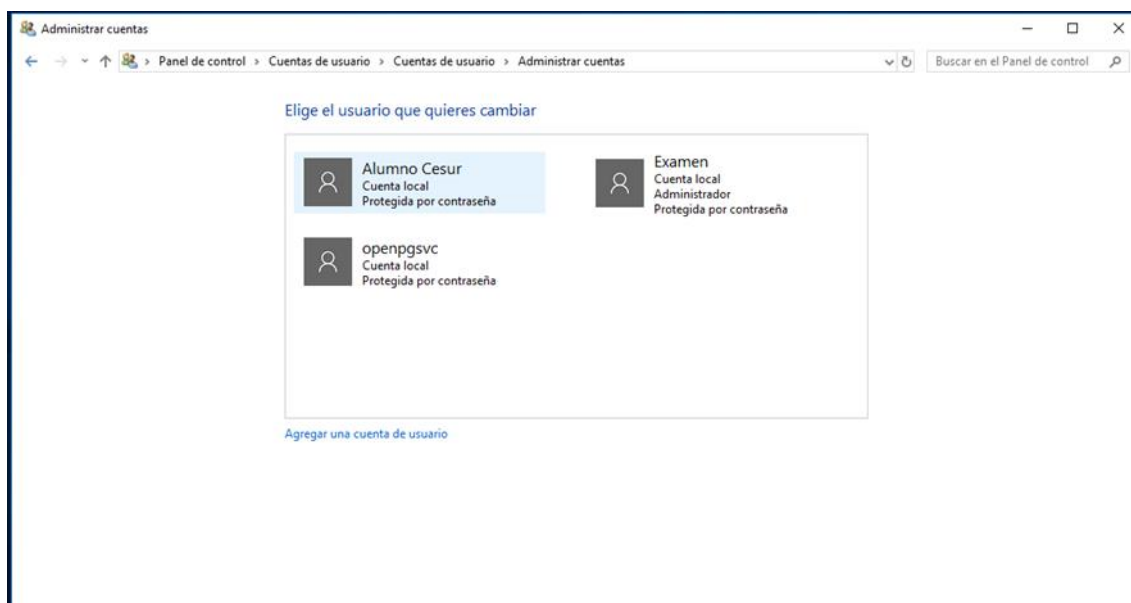 Administrar cuentas
Panel de control > Cuentas de usuario > Cuentas de usuario > Administrar cuentas
Buscar en el Panel de control
Elige el usuario que quieres cambiar
Alumno Cesur
Cuenta local
Protegida por contraseña
Examen
Cuenta local
Administrador
Protegida por contraseña
openpgsvc
Cuenta local
Protegida por contraseña
Agregar una cuenta de usuario